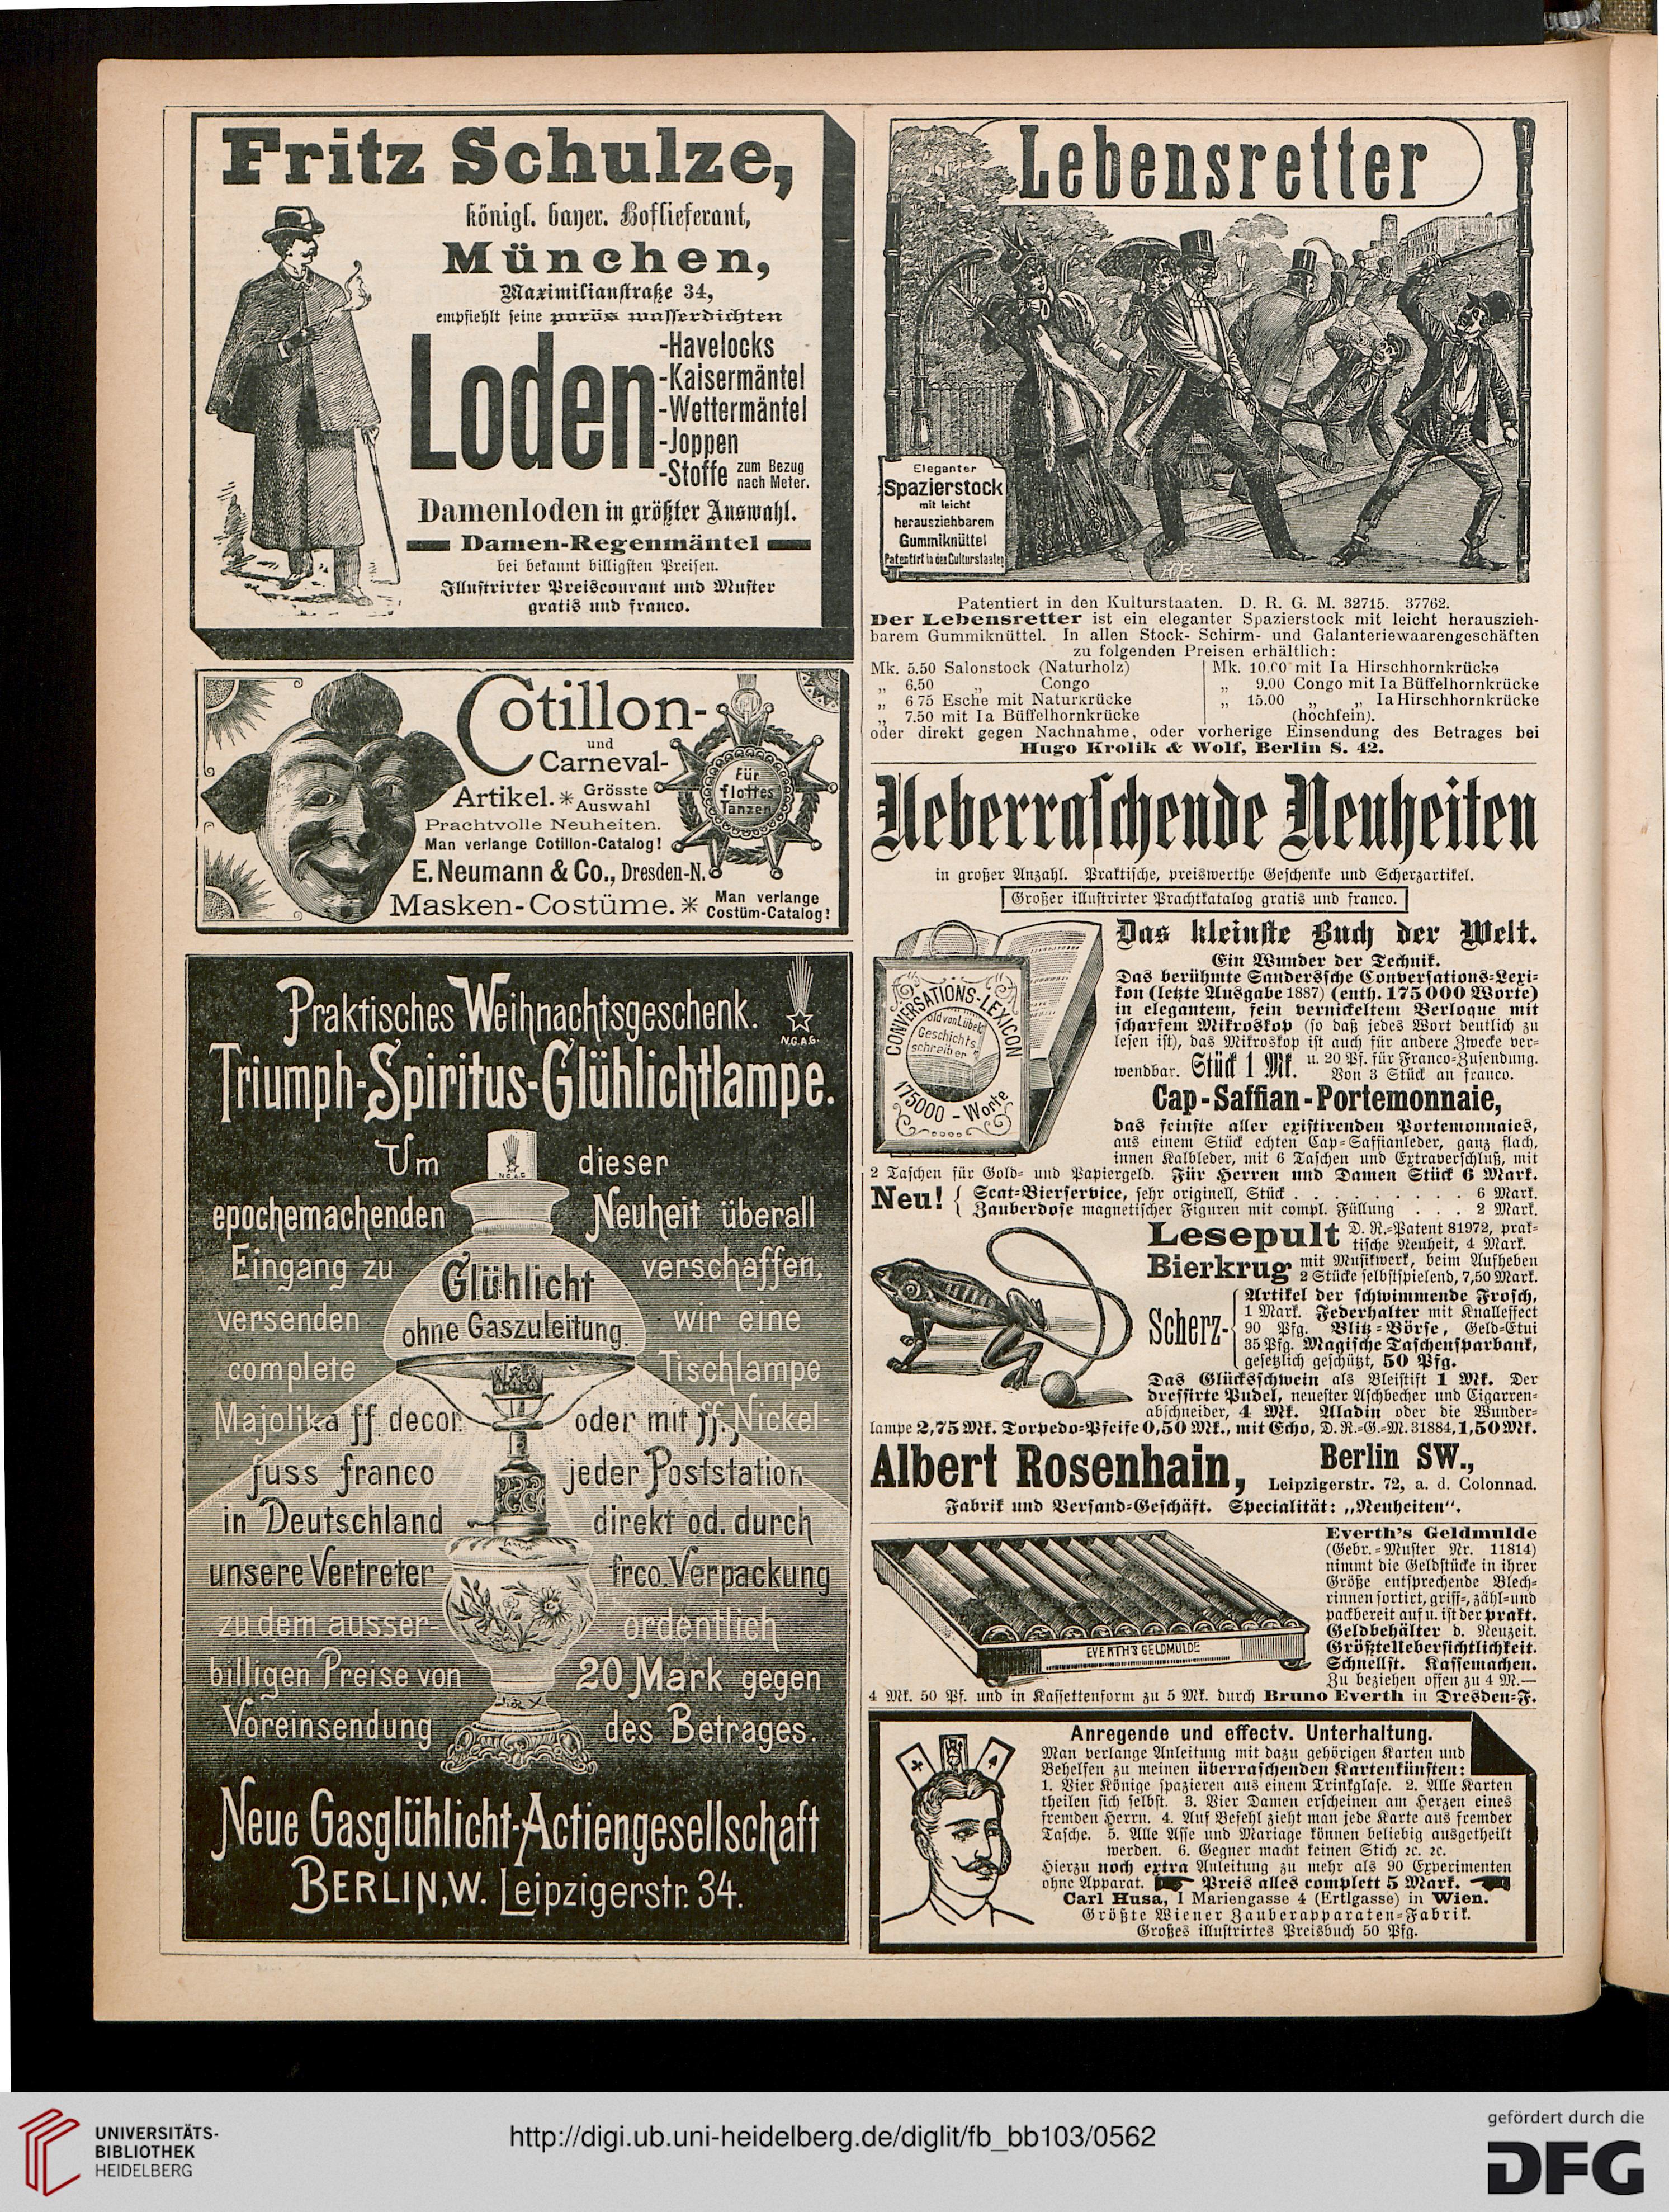 Fritz Schulze,
königl. bayer. Hoflieferant,
München,
Maximilianstraße 34,
empfiehlt seine porös wasserdichten
Loden
-Havelocks
-Kaisermäntel
-Wettermäntel
-Joppen
-Stoffe zum Bezug nach Meter.
Damenloden in größter Auswahl.
Damen-Regenmäntel
bei bekannt billigsten Preisen.
Illustrirter Preiscourant und Muster
gratis und franco.
Cotillon-
und
Carneval-
Artikel. * Grösste Auswahl
Prachtvolle Neuheiten.
Man verlange Cotillon-Catalog!
E. Neumann & Co., Dresden-N.
Masken-Costüme. * Man verlange
Costüm-Catalog!
Für
flottes
Tanzen
Praktisches Weihnachtsgeschenk.
N.G.A.G.
Triumph-Spiritus-Glühlichtlampe.
Um dieser
epochemachenden Neuheit überall
Eingang zu verschaffen,
Glühlicht
ohne Gaszuleitung.
versenden wir eine
complete Tischlampe
Majolika ff. decor. oder mit ff. Nickel-
fuss franco jeder Poststation
in Deutschland direkt od. durch
unsere Vertreter frco. Verpackung
zu dem ausser- ordentlich
billigen Preise von 20 Mark gegen
Voreinsendung des Betrages.
Neue Gasglühlicht-Actiengesellschaft
BERLIN, W. Leipzigerstr. 34.
Lebensretter
Eleganter
Spazierstock
mit leicht
herausziehbarem
Gummiknüttel
Patentirt in den Culturstaaten
H.B.
Patentiert in den Kulturstaaten. D. R. G. M. 32715. 37762.
Der Lebensretter ist ein eleganter Spazierstock mit leicht herauszieh-
barem Gummiknüttel. In allen Stock- Schirm- und Galanteriewaarengeschäften
zu folgenden Preisen erhältlich:
Mk. 5.50 Salonstock (Naturholz)
„ 6.50 „ Congo
„ 6 75 Esche mit Naturkrücke
„ 7.50 mit Ia Büffelhornkrücke
Mk. 10.00 mit Ia Hirschhornkrücke
„ 9.00 Congo mit Ia Büffelhornkrücke
„ 15.00 „ „ Ia Hirschhornkrücke
(hochfein).
oder direkt gegen Nachnahme, oder vorherige Einsendung des Betrages bei
Hugo Krolik & Wolf, Berlin S. 42.
Ueberraschende Neuheiten
in großer Anzahl. Praktische, preiswerthe Geschenke und Scherzartikel.
Großer illustrirter Prachtkatalog gratis und franco.
CONVERSATIONS-LEXICON
Geschichts
schreiber
175000 - Worte
Das kleinste Buch der Welt.
Ein Wunder der Technik.
Das berühmte Sanderssche Conversations-Lexi-
kon (letzte Ausgabe 1887) (enth. 175 000 Worte)
in elegantem, fein vernickeltem Berloque mit
scharfem Mikroskop (so daß jedes Wort deutlich zu
lesen ist), das Mikroskop ist auch für andere Zwecke ver-
wendbar. Stück 1 Mk. u. 20 Pf. für Franco-Zusendung.
Von 3 Stück an franco.
Cap-Saffian-Portemonnaie,
das feinste aller existirenden Portemonnaies,
aus einem Stück echten Cap-Saffianleder, ganz flach,
innen Kalbleder, mit 6 Taschen und Extraverschluß, mit
2 Taschen für Gold- und Papiergeld. Für Herren und Damen Stück 6 Mark.
Neu! { Scat-Bierservice, sehr originell, Stück . . . . . . . . . . 6 Mark.
Zauberdose magnetischer Figuren mit compl. Füllung . . . 2 Mark.
Lesepult D. R.-Patent 81972, prak-
tische Neuheit, 4 Mark.
Bierkrug mit Musikwerk, beim Aufheben
2 Stücke selbstspielend, 7,50 Mark.
Scherz- { Artikel der schwimmende Frosch,
1 Mark. Federhalter mit Knalleffect
90 Pfg. Blitz-Börse, Geld-Etui
35 Pfg. Magische Taschensparbank,
gesetzlich geschützt, 50 Pfg.
Das Glücksschwein als Bleistift 1 Mk. Der
dressirte Pudel, neuester Aschbecher und Cigarren-
abschneider, 4 Mk. Aladin oder die Wunder-
lampe 2,75 Mk. Torpedo-Pfeife 0,50 Mk., mit Echo, D. R.-G.-M. 31884, 1,50 Mk.
Albert Rosenhain, Berlin SW.,
Leipzigerstr. 72, a. d. Colonnad.
Fabrik und Versand-Geschäft. Specialität: „Neuheiten“.
EVERTH'S GELDMULDE
Everth's Geldmulde
(Gebr.-Muster Nr. 11814)
nimmt die Geldstücke in ihrer
Größe entsprechende Blech-
rinnen sortirt, griff-, zähl- und
packbereit auf u. ist der prakt.
Geldbehälter d. Neuzeit.
Größte Uebersichtlichkeit.
Schnellst. Kassemachen.
Zu beziehen offen zu 4 M.—
4 Mk. 50 Pf. und in Kassettenform zu 5 Mk. durch Bruno Everth in Dresden-F.
Anregende und effectv. Unterhaltung.
Man verlange Anleitung mit dazu gehörigen Karten und
Behelfen zu meinen überraschenden Kartenkünsten:
1. Vier Könige spazieren aus einem Trinkglase. 2. Alle Karten
theilen sich selbst. 3. Vier Damen erscheinen am Herzen eines
fremden Herrn. 4. Auf Befehl zieht man jede Karte aus fremder
Tasche. 5. Alle Asse und Mariage können beliebig ausgetheilt
werden. 6. Gegner macht keinen Stich ꝛc. ꝛc.
Hierzu noch extra Anleitung zu mehr als 90 Experimenten
ohne Apparat. Preis alles complett 5 Mark.
Carl Husa, I Mariengasse 4 (Ertlgasse) in Wien.
Größte Wiener Zauberapparaten-Fabrik.
Großes illustrirtes Preisbuch 50 Pfg.
UNIVERSITÄTS-
BIBLIOTHEK
HEIDELBERG
http://digi.ub.uni-heidelberg.de/diglit/fb_bb103/0562
gefördert durch die
DFG